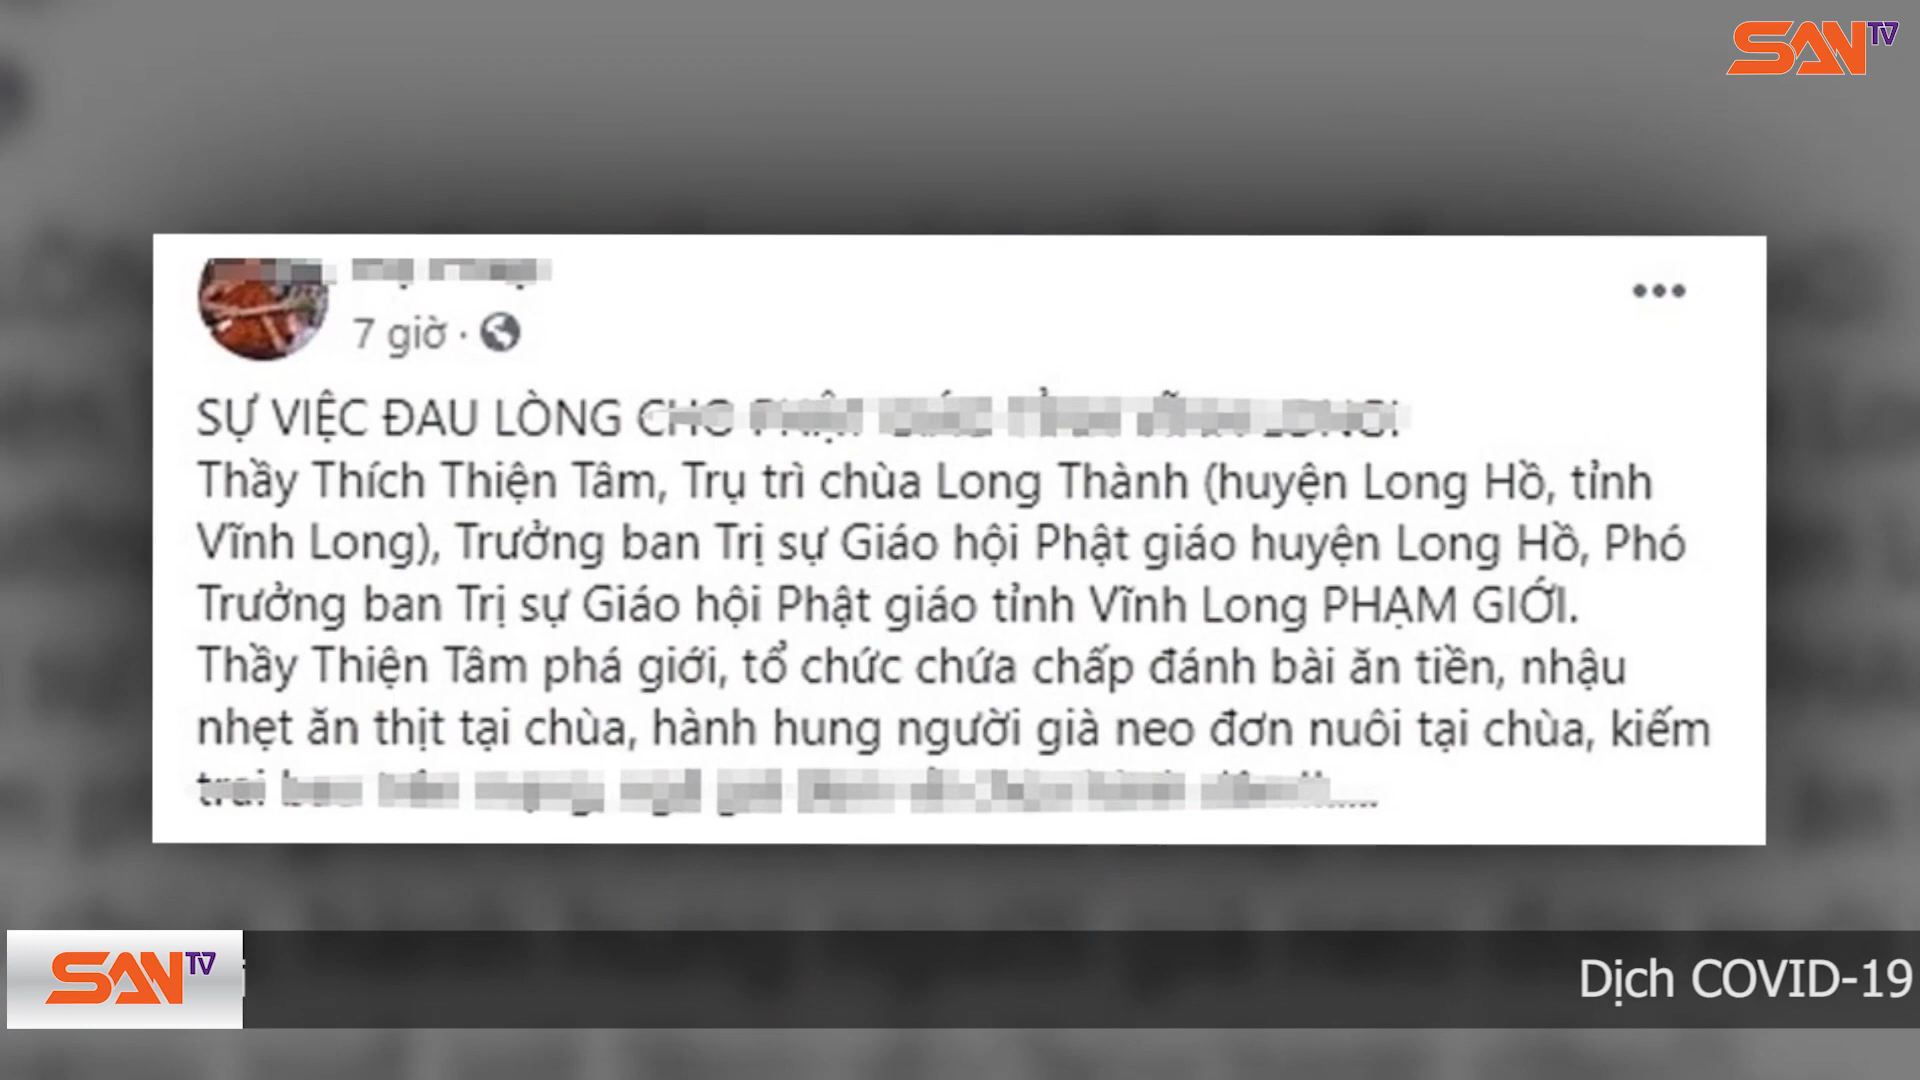 SAN TV
7 giờ ·
SỰ VIỆC ĐAU LÒNG CHO
Thầy Thích Thiện Tâm, Trụ trì chùa Long Thành (huyện Long Hồ, tỉnh
Vĩnh Long), Trưởng ban Trị sự Giáo hội Phật giáo huyện Long Hồ, Phó
Trưởng ban Trị sự Giáo hội Phật giáo tỉnh Vĩnh Long PHẠM GIỚI.
Thầy Thiện Tâm phá giới, tổ chức chứa chấp đánh bài ăn tiền, nhậu
nhẹt ăn thịt tại chùa, hành hung người già neo đơn nuôi tại chùa, kiếm
SAN TV
Dịch COVID-19